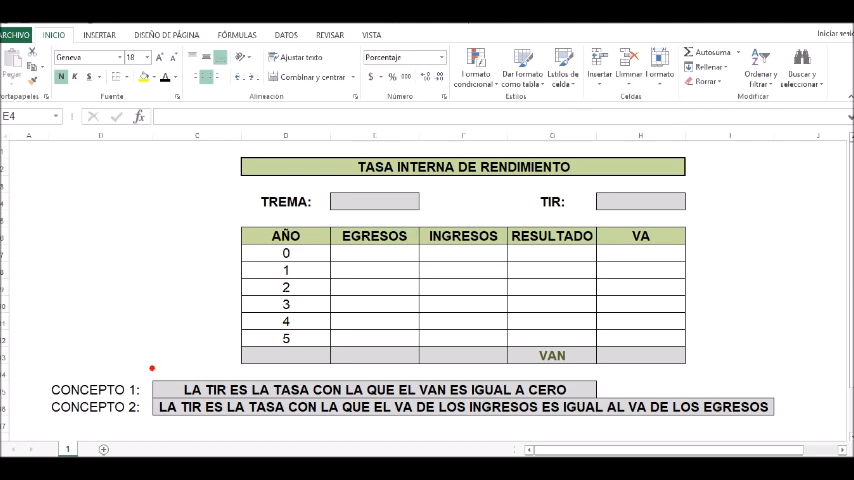 ARCHIVO INICIO INSERTAR DISEÑO DE PÁGINA FÓRMULAS DATOS REVISAR VISTA Iniciar sesi
Geneva 18 A A Ajustar texto Porcentaje Σ Autosuma
Pegar N K S A Combinar y centrar $ % 000 Formato condicional Dar formato como tabla Estilos de celda Insertar Eliminar Formato Rellenar Borrar Ordenar y filtrar Buscar y seleccionar
ortapapeles Fuente Alineación Número Estilos Celdas Modificar
E4 fx
A B C D E F G H I J
TASA INTERNA DE RENDIMIENTO
TREMA: TIR:
AÑO EGRESOS INGRESOS RESULTADO VA
0
1
2
3
4
5
VAN
CONCEPTO 1: LA TIR ES LA TASA CON LA QUE EL VAN ES IGUAL A CERO
CONCEPTO 2: LA TIR ES LA TASA CON LA QUE EL VA DE LOS INGRESOS ES IGUAL AL VA DE LOS EGRESOS
1